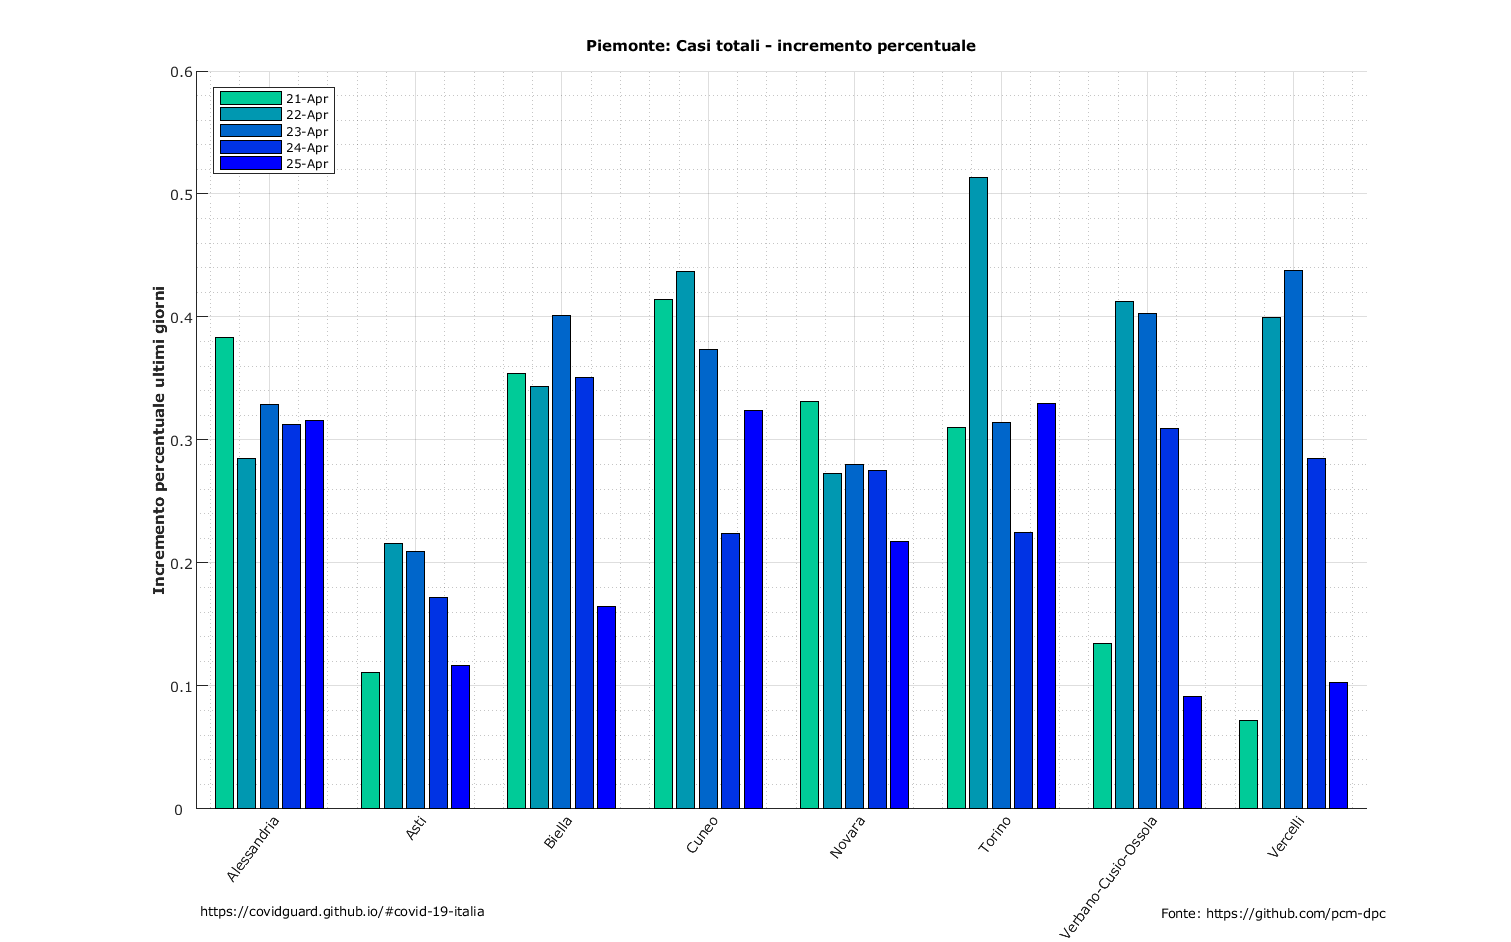 Piemonte: Casi totali - incremento percentuale
0.6
0.5
0.4
0.3
0.2
0.1
0
Incremento percentuale ultimi giorni
21-Apr
22-Apr
23-Apr
24-Apr
25-Apr
Alessandria
Asti
Biella
Cuneo
Novara
Torino
Verbano-Cusio-Ossola
Vercelli
https://covidguard.github.io/#covid-19-italia
Fonte: https://github.com/pcm-dpc